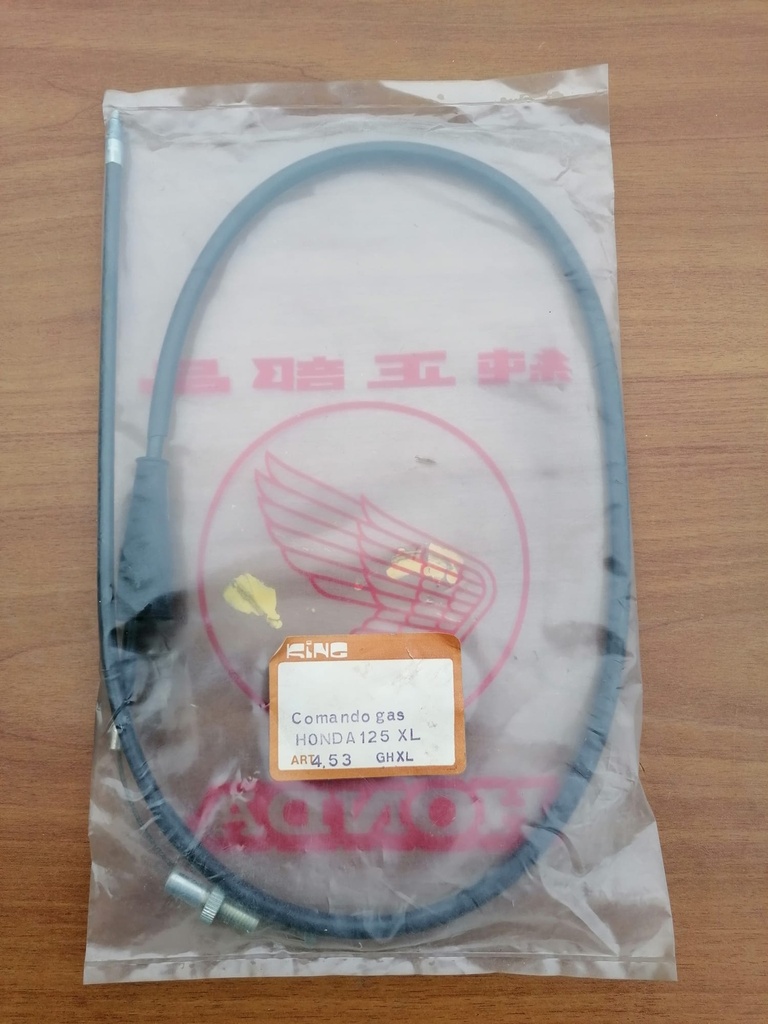 純正部品
KING
Comando gas
HONDA 125 XL
ART. 4.53 GHXL
HONDA